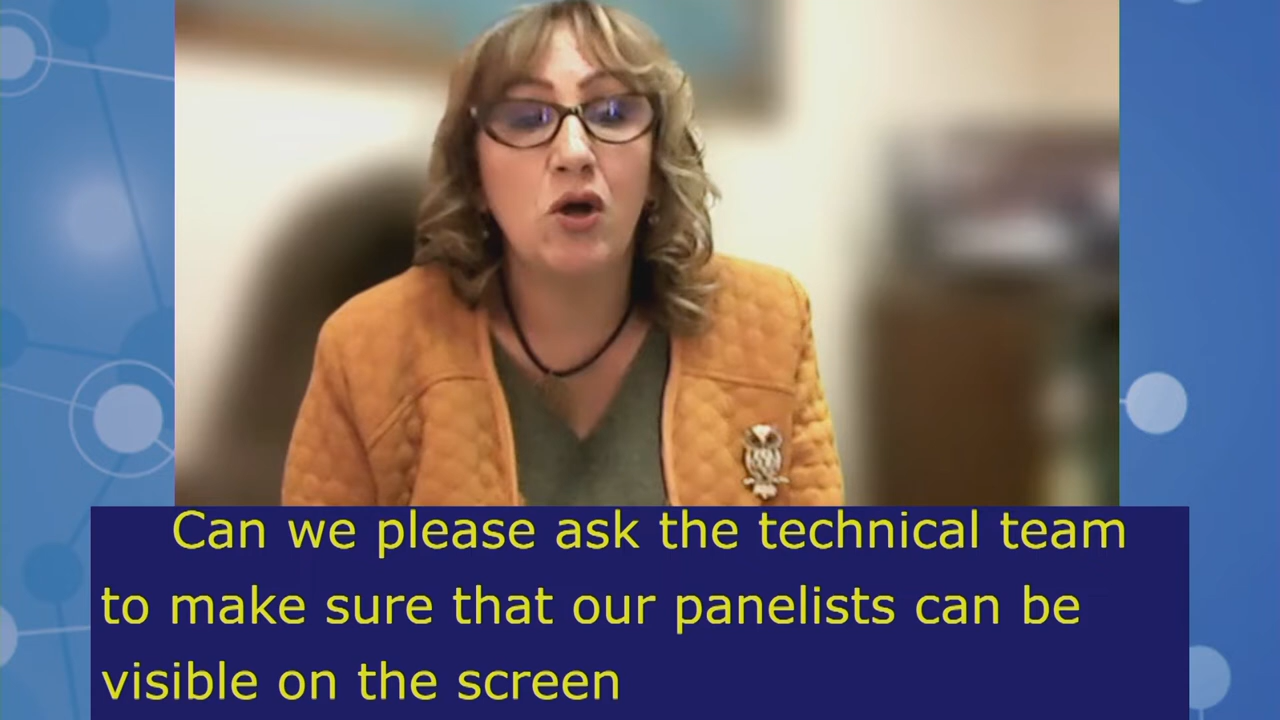 Can we please ask the technical team
to make sure that our panelists can be
visible on the screen